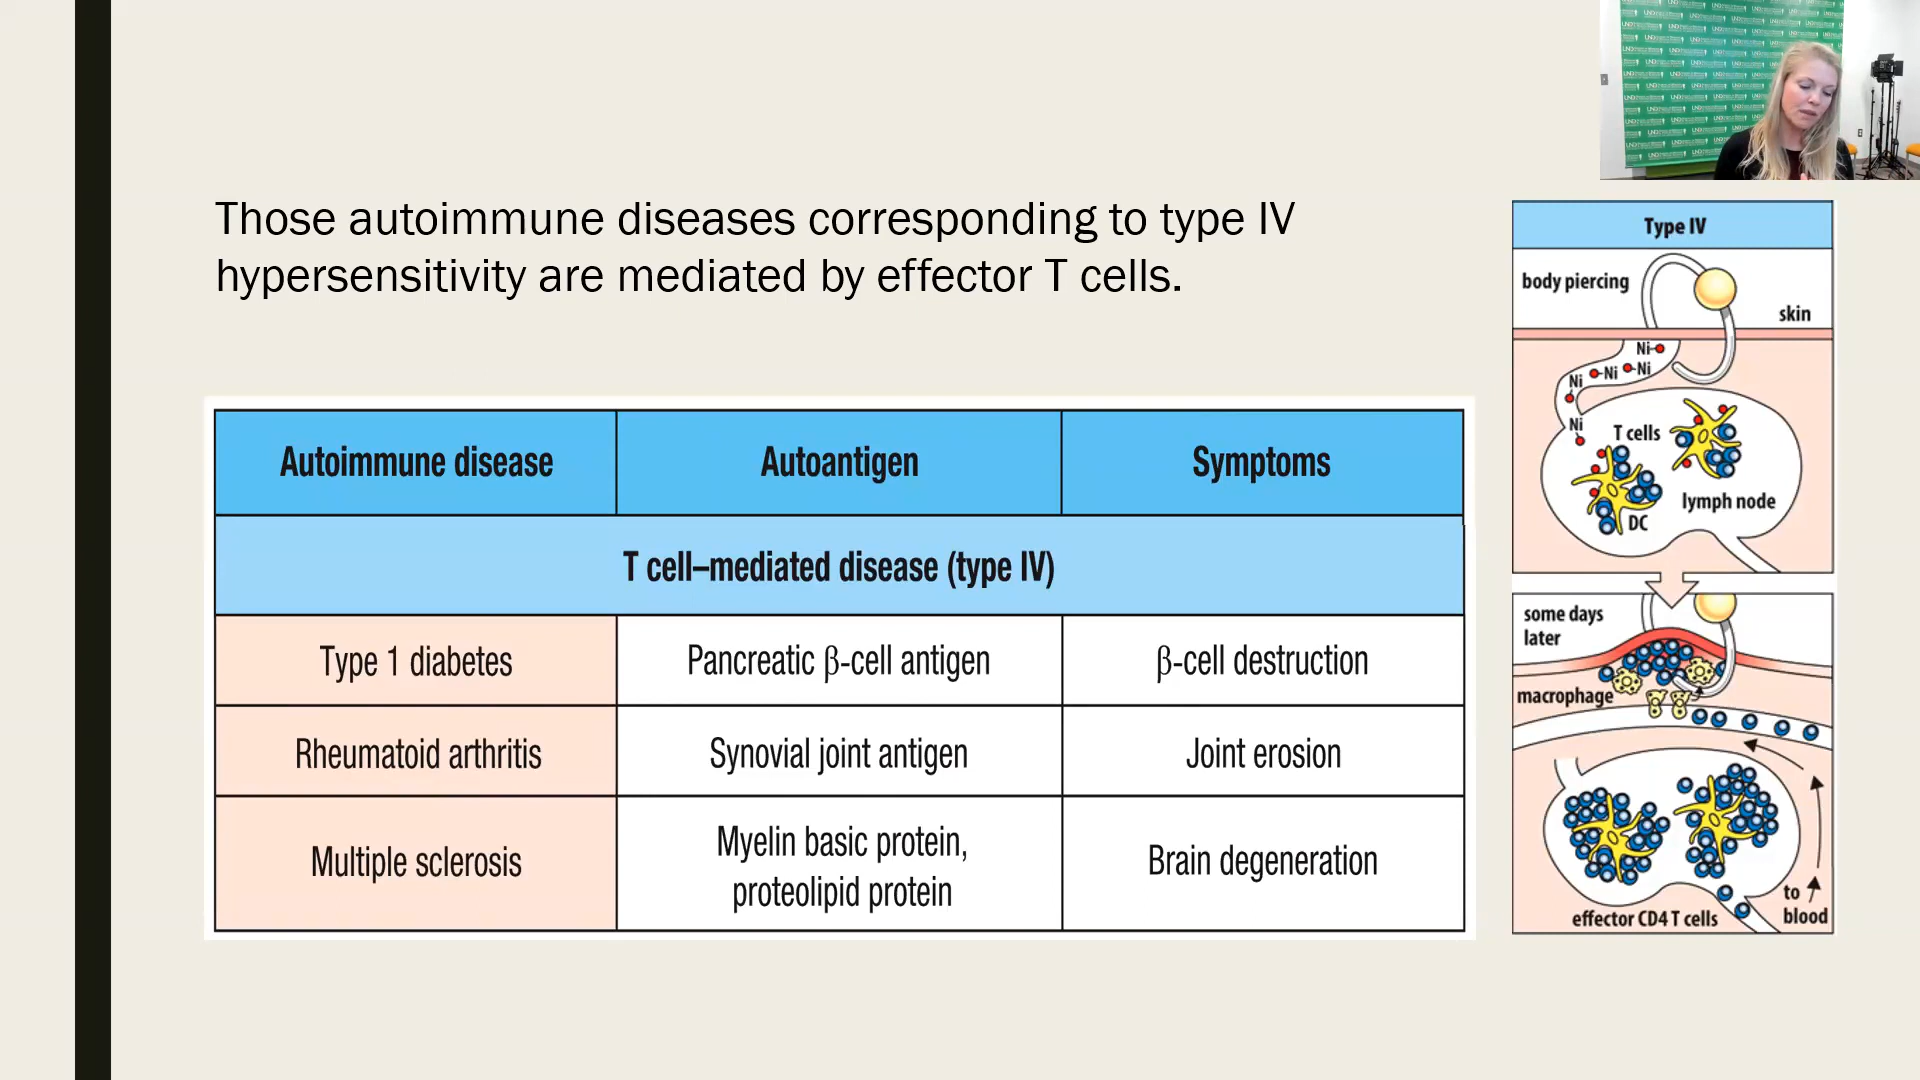 Those autoimmune diseases corresponding to type IV
hypersensitivity are mediated by effector T cells.
Autoimmune disease
Autoantigen
Symptoms
T cell–mediated disease (type IV)
Type 1 diabetes
Pancreatic β-cell antigen
β-cell destruction
Rheumatoid arthritis
Synovial joint antigen
Joint erosion
Multiple sclerosis
Myelin basic protein,
proteolipid protein
Brain degeneration
Type IV
body piercing
skin
Ni
Ni
Ni
Ni
Ni
T cells
lymph node
DC
some days
later
macrophage
to
blood
effector CD4 T cells